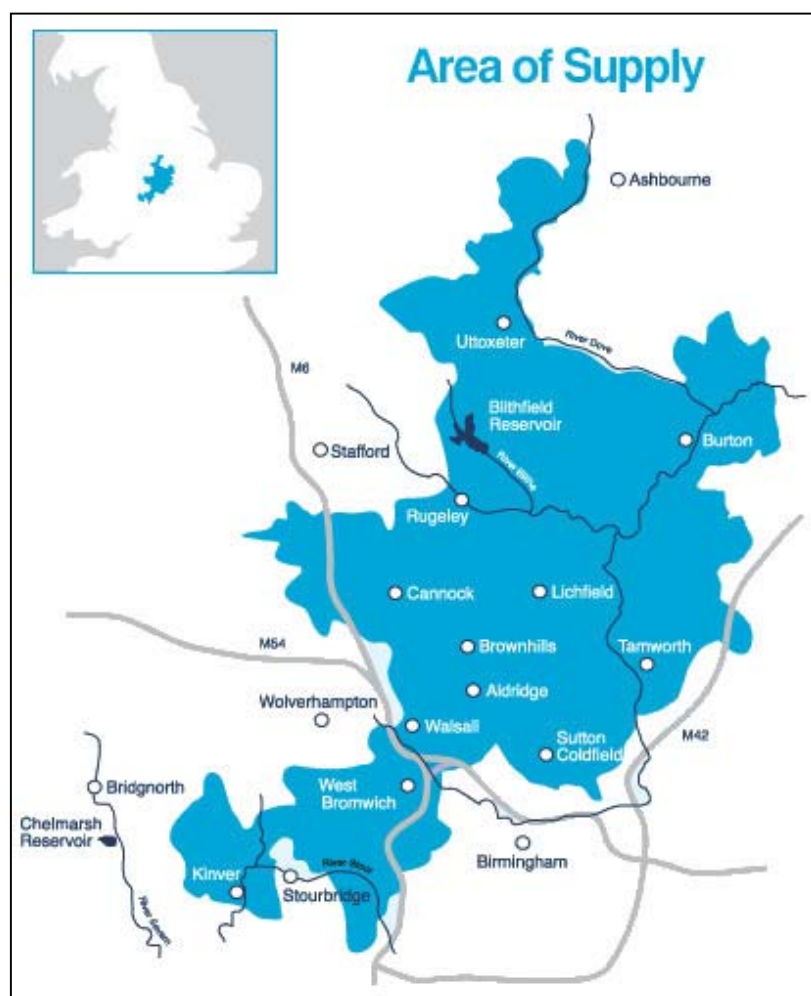 Area of Supply
Ashbourne
Uttoxeter
River Dove
M6
Blithfield
Reservoir
Burton
Stafford
River Blithe
Rugeley
Cannock
Lichfield
M54
Brownhills
Tamworth
Aldridge
Wolverhampton
Walsall
Sutton
Coldfield
M42
West
Bromwich
Bridgnorth
Chelmarsh
Reservoir
Birmingham
River Stour
Kinver
Stourbridge
River Severn